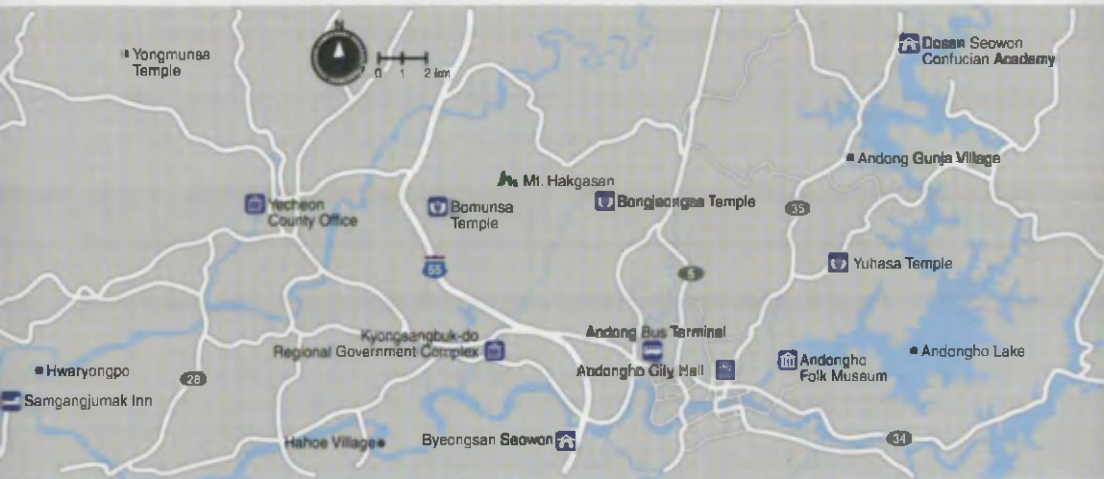 N
0 1 2 km
Yongmunsa
Temple
Dosan Seowon
Confucian Academy
Andong Gunja Village
Mt. Hakgasan
Yecheon
County Office
Bomunsa
Temple
Bongjeongsa Temple
35
Yuhasa Temple
55
5
Kyongsangbuk-do
Regional Government Complex
Andong Bus Terminal
Andongho City Hall
Andongho
Folk Museum
Andongho Lake
Hwaryongpo
28
Samgangjumak Inn
Hahoe Village
Byeongsan Seowon
34